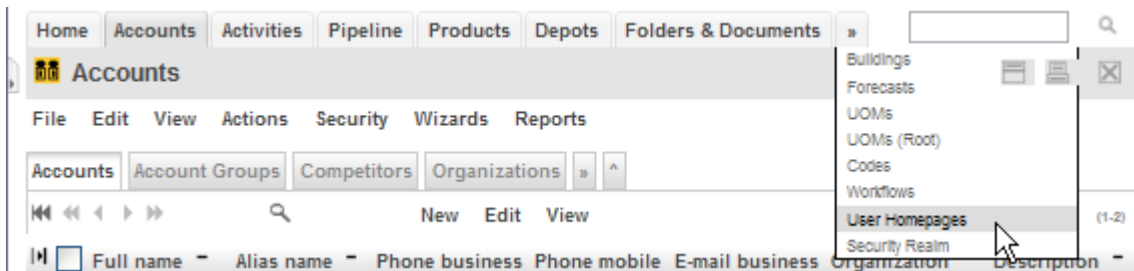 Home Accounts Activities Pipeline Products Depots Folders & Documents »
Accounts
Buildings
Forecasts
File Edit View Actions Security Wizards Reports
UOMs
UOMs (Root)
Accounts Account Groups Competitors Organizations » ^
Codes
Workflows
New Edit View
User Homepages
(1-2)
Security Realm
Full name Alias name Phone business Phone mobile E-mail business Organization Description